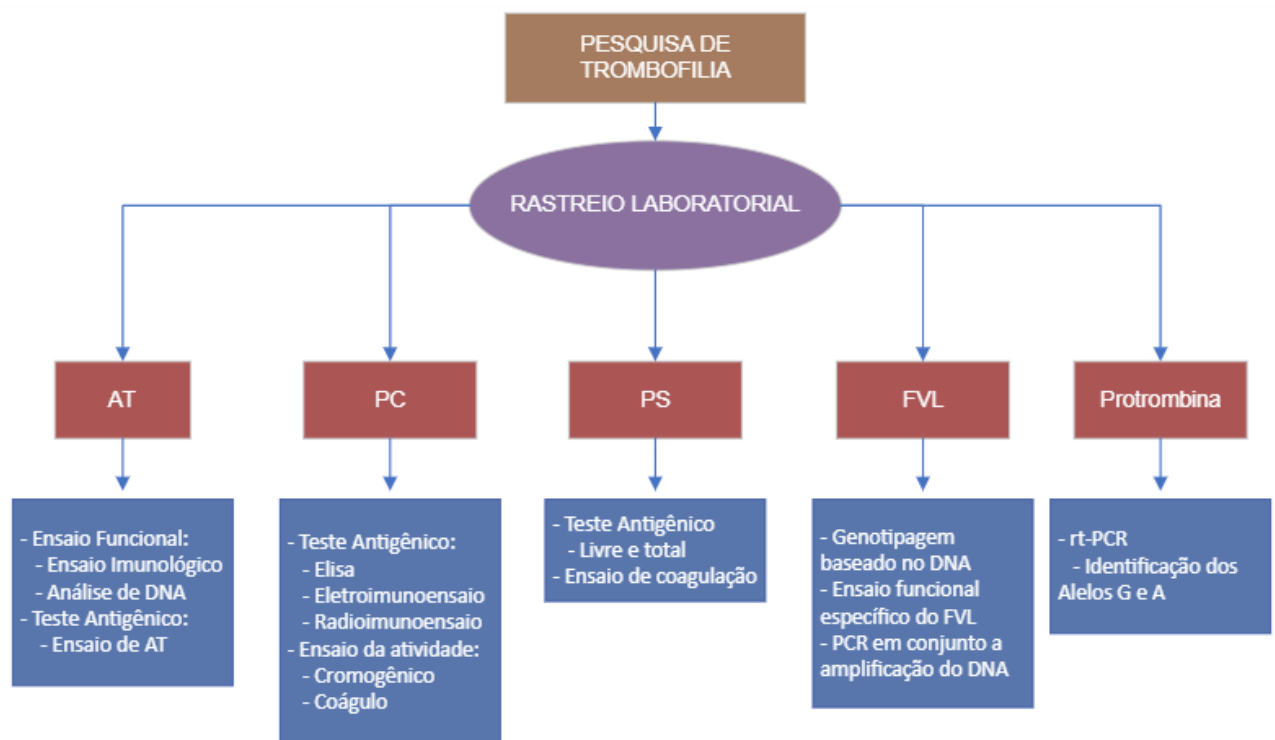 PESQUISA DE
TROMBOFILIA
RASTREIO LABORATORIAL
AT
PC
PS
FVL
Protrombina
- Ensaio Funcional:
- Ensaio Imunológico
- Análise de DNA
- Teste Antigênico:
- Ensaio de AT
- Teste Antigênico:
- Elisa
- Eletroimunoensaio
- Radioimunoensaio
- Ensaio da atividade:
- Cromogênico
- Coágulo
- Teste Antigênico
- Livre e total
- Ensaio de coagulação
- Genotipagem
baseado no DNA
- Ensaio funcional
específico do FVL
- PCR em conjunto a
amplificação do DNA
- rt-PCR
- Identificação dos
Alelos G e A